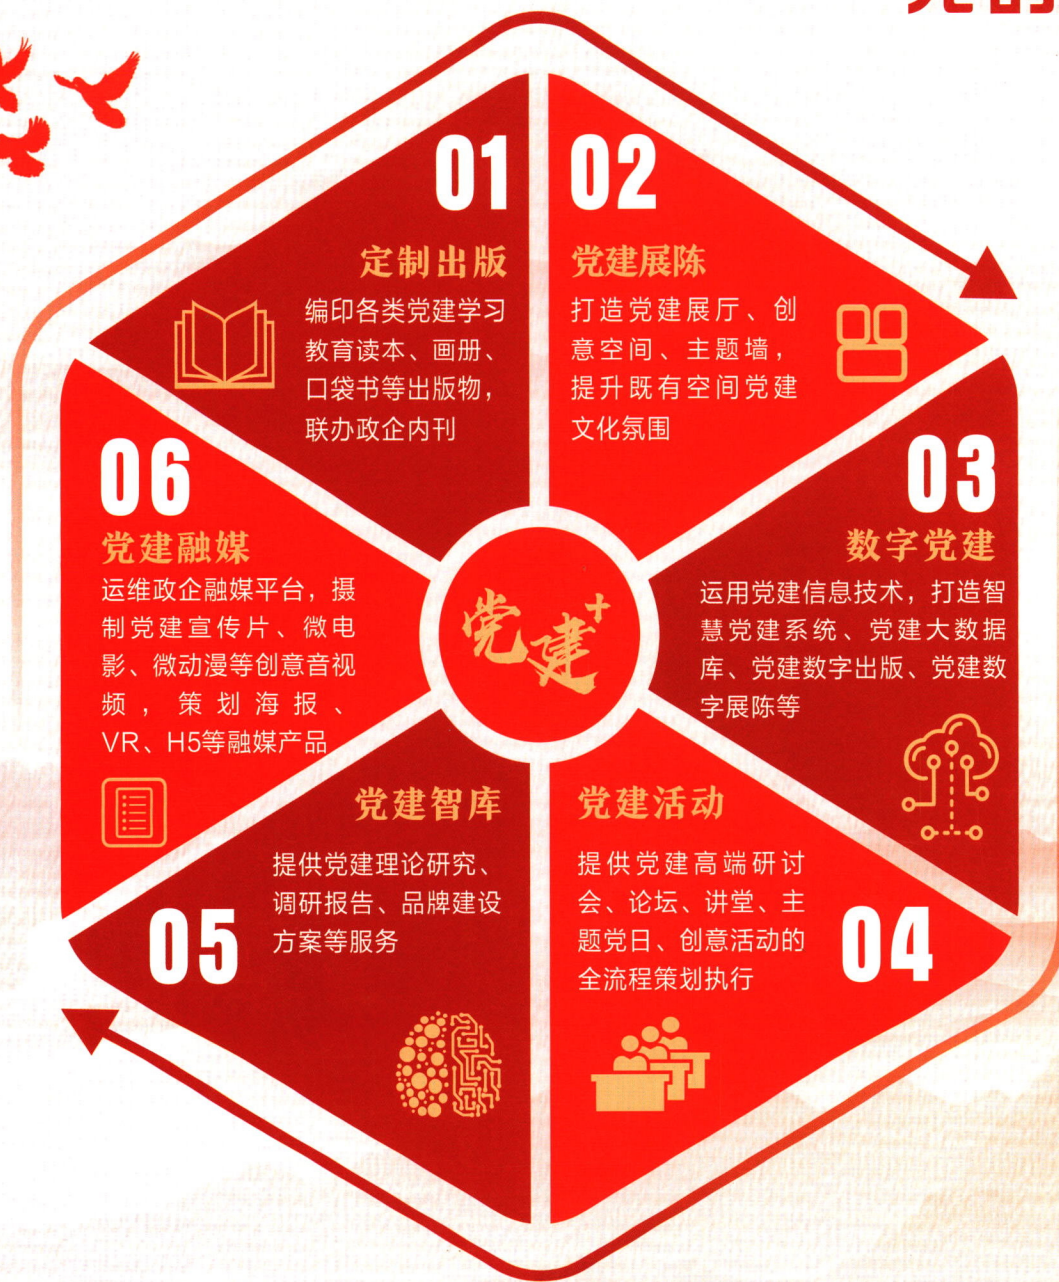 01
定制出版
编印各类党建学习
教育读本、画册、
口袋书等出版物，
联办政企内刊
02
党建展陈
打造党建展厅、创
意空间、主题墙，
提升既有空间党建
文化氛围
03
数字党建
运用党建信息技术，打造智
慧党建系统、党建大数据
库、党建数字出版、党建数
字展陈等
04
党建活动
提供党建高端研讨
会、论坛、讲堂、主
题党日、创意活动的
全流程策划执行
05
党建智库
提供党建理论研究、
调研报告、品牌建设
方案等服务
06
党建融媒
运维政企融媒平台，摄
制党建宣传片、微电
影、微动漫等创意音视
频，策划海报、
VR、H5等融媒产品
党建+